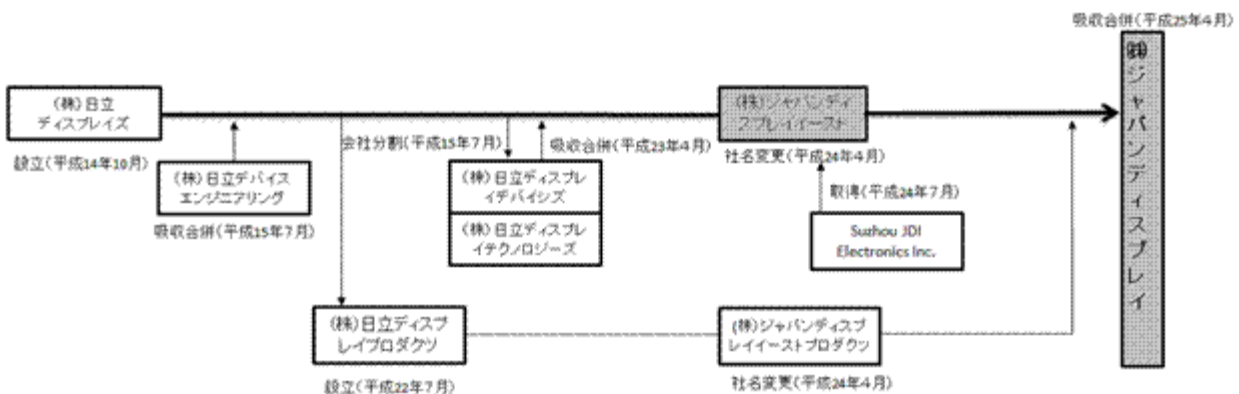 吸収合併(平成25年4月)
㈱ジャパンディスプレイ
(株)日立
ディスプレイズ
設立(平成14年10月)
(株)日立デバイス
エンジニアリング
吸収合併(平成15年7月)
会社分割(平成15年7月)
吸収合併(平成23年4月)
(株)日立ディスプレ
イデバイシズ
(株)日立ディスプレ
イテクノロジーズ
(株)ジャパンディ
スプレイイースト
社名変更(平成24年4月)
取得(平成24年7月)
Suzhou JDI
Electronics Inc.
(株)日立ディスプ
レイプロダクツ
設立(平成22年7月)
(株)ジャパンディスプ
レイイーストプロダクツ
社名変更(平成24年4月)